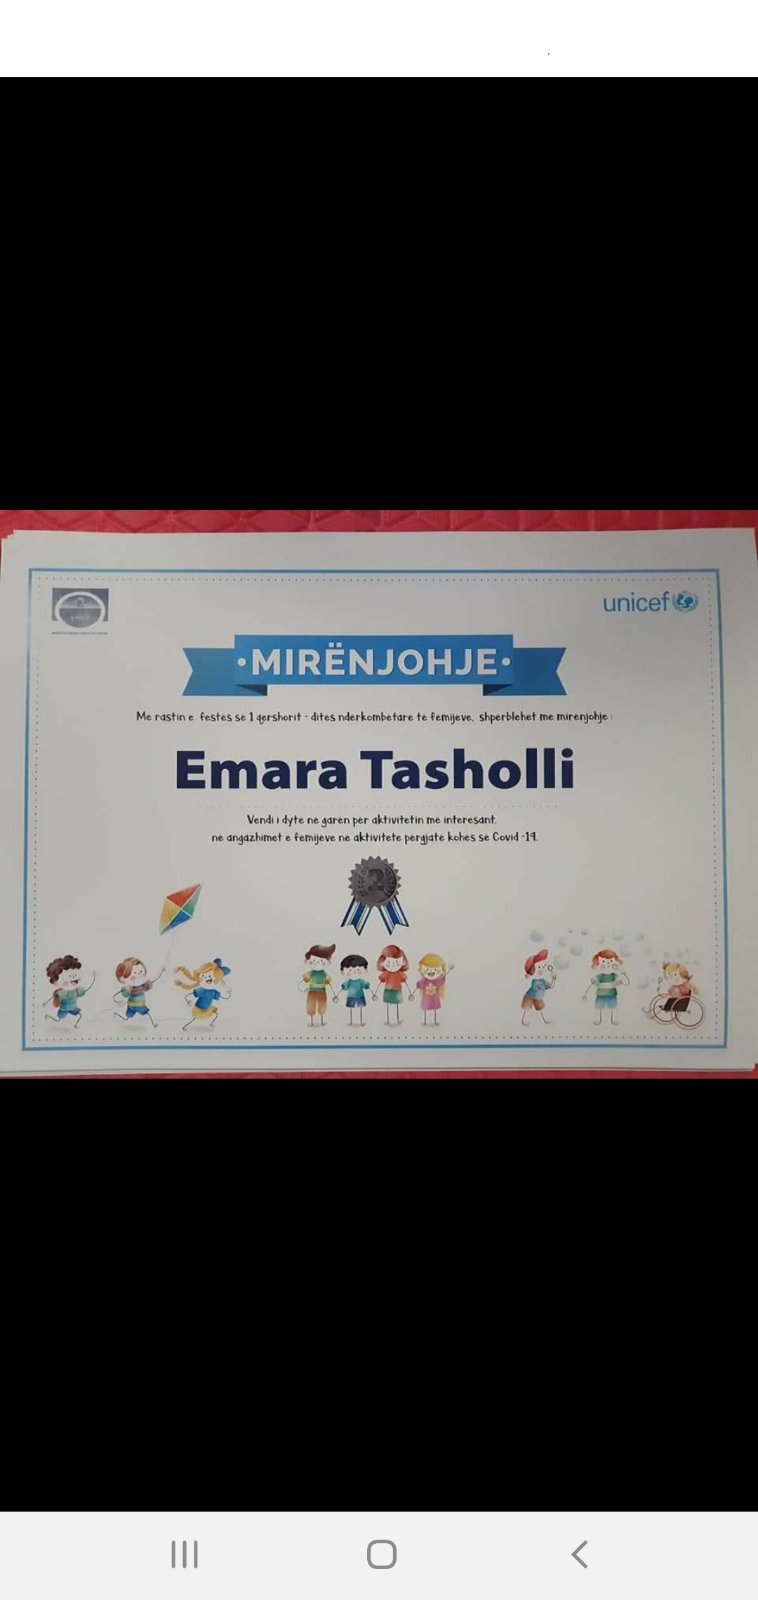 unicef
·MIRËNJOHJE·
Me rastin e festes se 1 qershorit - dites nderkombetare te femijeve, shperblehet me mirenjohje :
Emara Tasholli
Vendi i dyte ne garen per aktivitetin me interesant,
ne angazhimet e femijeve ne aktivitete pergjate kohes se Covid -19.
2